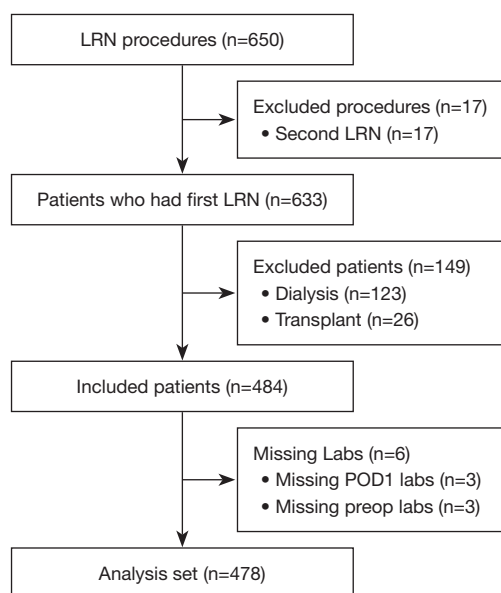 LRN procedures (n=650)
Excluded procedures (n=17)
• Second LRN (n=17)
Patients who had first LRN (n=633)
Excluded patients (n=149)
• Dialysis (n=123)
• Transplant (n=26)
Included patients (n=484)
Missing Labs (n=6)
• Missing POD1 labs (n=3)
• Missing preop labs (n=3)
Analysis set (n=478)